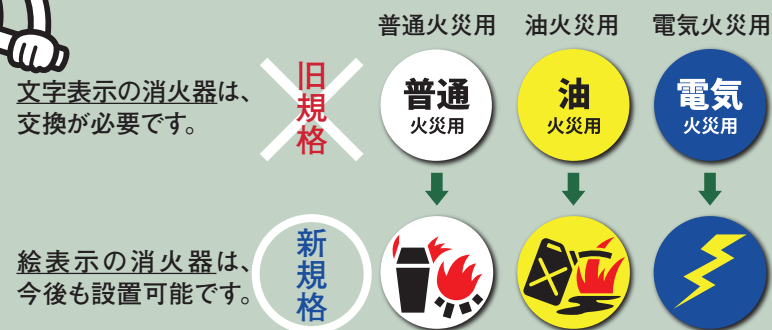 普通火災用 油火災用 電気火災用
文字表示の消火器は、
交換が必要です。
旧規格
普通
火災用
油
火災用
電気
火災用
絵表示の消火器は、
今後も設置可能です。
新規格